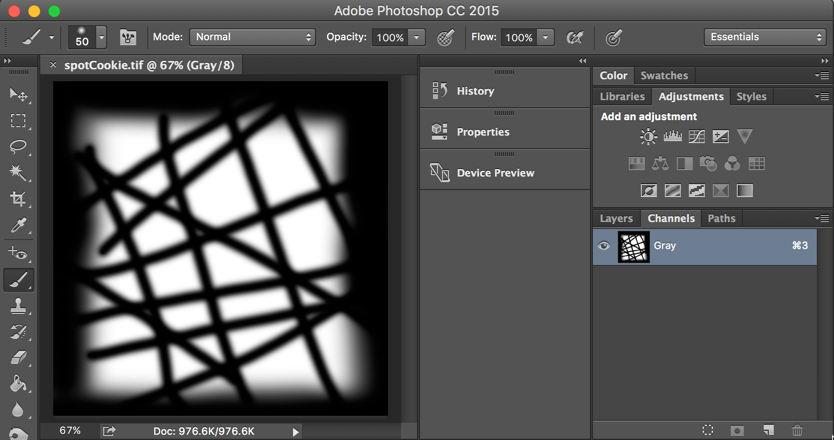 Adobe Photoshop CC 2015
50 Mode: Normal Opacity: 100% Flow: 100% Essentials
× spotCookie.tif @ 67% (Gray/8)
History
Properties
Device Preview
Color Swatches
Libraries Adjustments Styles
Add an adjustment
Layers Channels Paths
Gray ⌘3
67% Doc: 976.6K/976.6K